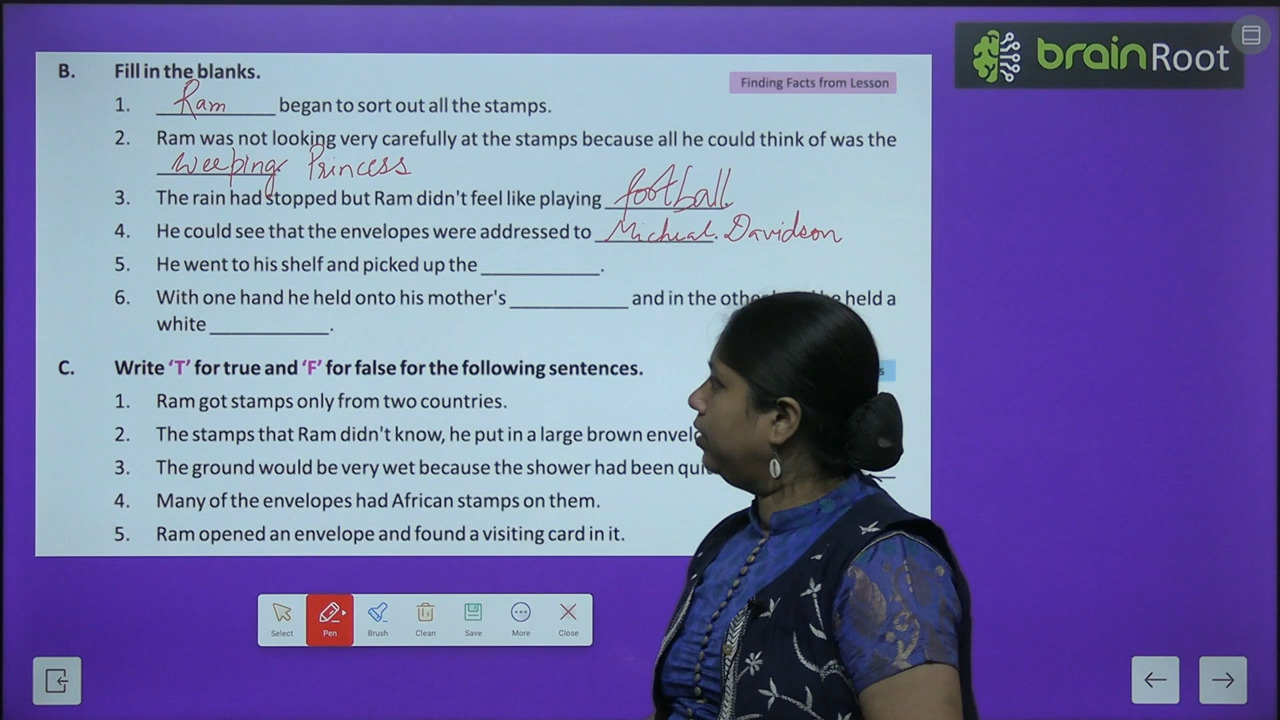 brainRoot
B. Fill in the blanks.
Finding Facts from Lesson
1. Ram began to sort out all the stamps.
2. Ram was not looking very carefully at the stamps because all he could think of was the
weeping Princess
3. The rain had stopped but Ram didn't feel like playing football.
4. He could see that the envelopes were addressed to Micheal. Davidson
5. He went to his shelf and picked up the ____________.
6. With one hand he held onto his mother's ____________ and in the held a
white ____________.
C. Write 'T' for true and 'F' for false for the following sentences.
1. Ram got stamps only from two countries.
2. The stamps that Ram didn't know, he put in a large brown
3. The ground would be very wet because the shower had been
4. Many of the envelopes had African stamps on them.
5. Ram opened an envelope and found a visiting card in it.
Select Pen Brush Clean Save More Close